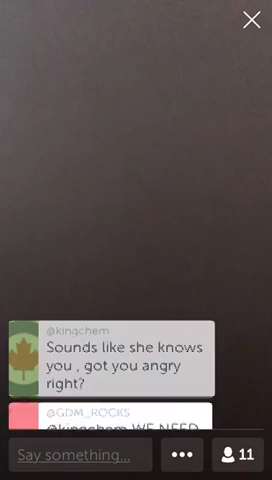 @kingchem
Sounds like she knows
you , got you angry
right?
@GDM_ROCKS
@kingchem WE NEED
Say something...
11